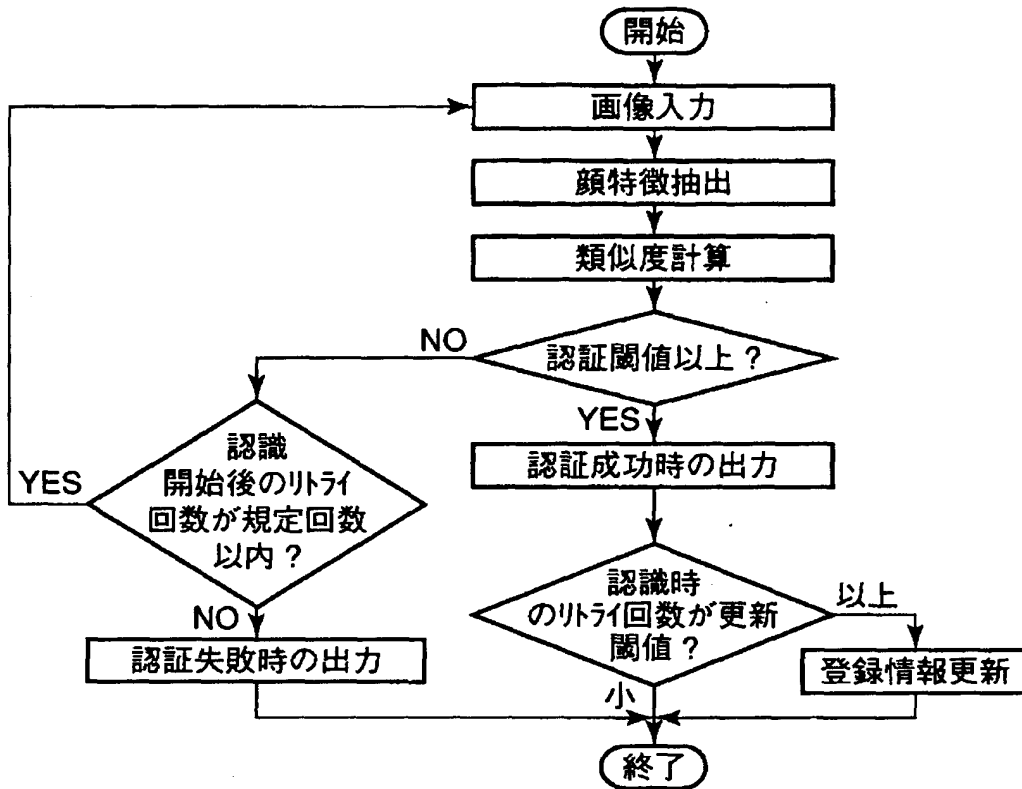 開始
画像入力
顔特徴抽出
類似度計算
認証閾値以上？
NO
YES
認証成功時の出力
認識
開始後のリトライ
回数が規定回数
以内？
YES
NO
認証失敗時の出力
認識時
のリトライ回数が更新
閾値？
以上
登録情報更新
小
終了